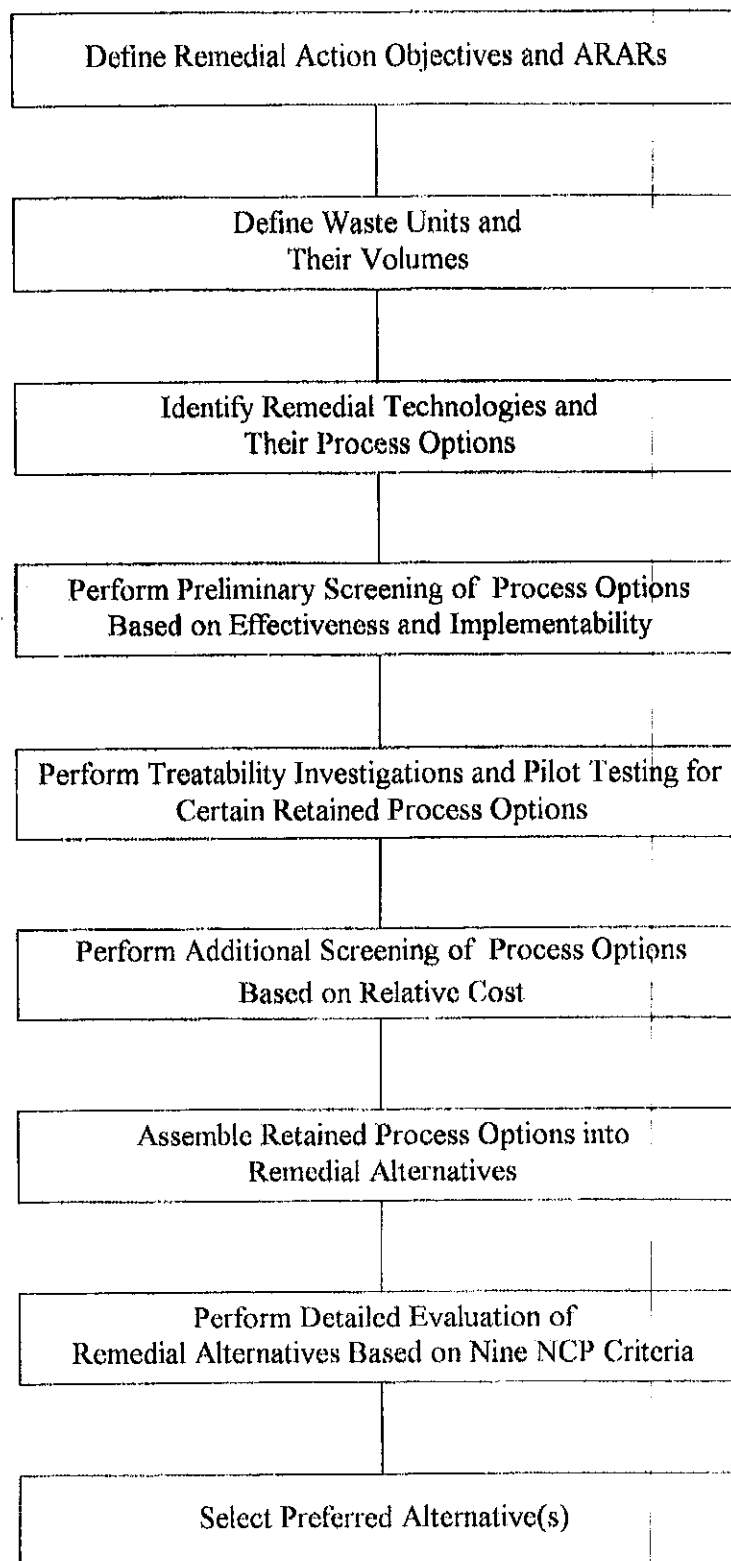 Define Remedial Action Objectives and ARARs
Define Waste Units and
Their Volumes
Identify Remedial Technologies and
Their Process Options
Perform Preliminary Screening of Process Options
Based on Effectiveness and Implementability
Perform Treatability Investigations and Pilot Testing for
Certain Retained Process Options
Perform Additional Screening of Process Options
Based on Relative Cost
Assemble Retained Process Options into
Remedial Alternatives
Perform Detailed Evaluation of
Remedial Alternatives Based on Nine NCP Criteria
Select Preferred Alternative(s)